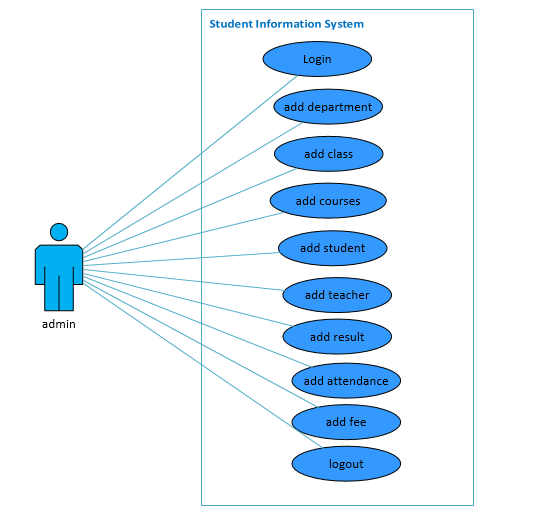 Student Information System
Login
add department
add class
add courses
add student
add teacher
admin
add result
add attendance
add fee
logout